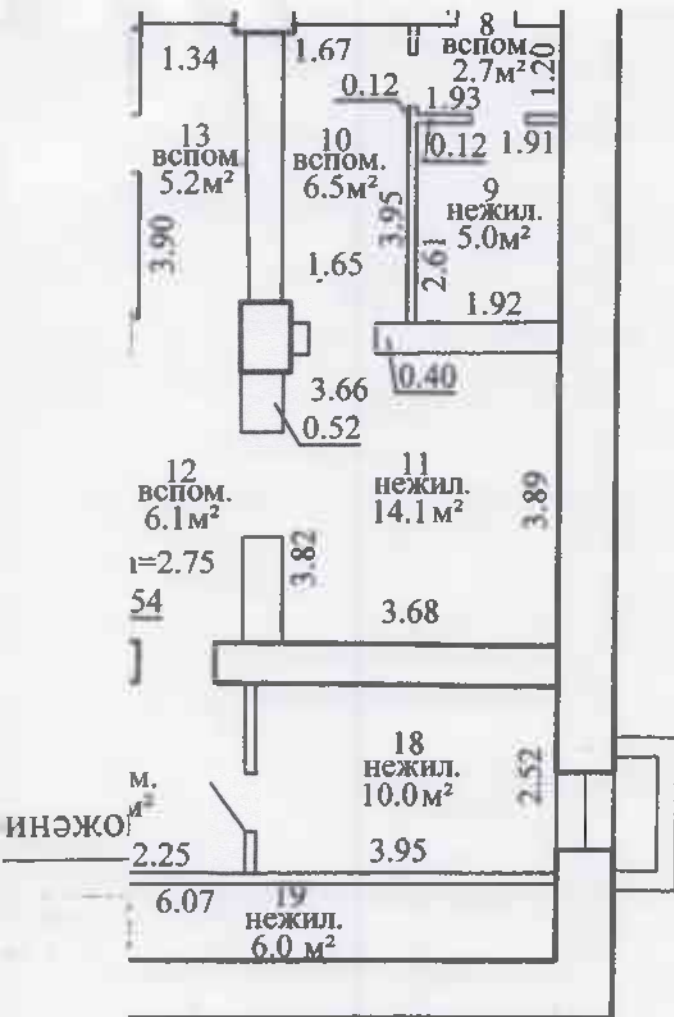 8
вспом.
2.7м²
1.20
1.34
1.67
0.12
1.93
13
вспом.
5.2м²
10
вспом.
6.5м²
0.12
1.91
9
нежил.
5.0м²
3.90
3.95
2.61
1.65
1.92
3.66
0.40
0.52
12
вспом.
6.1м²
11
нежил.
14.1м²
3.89
=2.75
3.82
54
3.68
18
нежил.
10.0м²
2.52
м.
м²
ожени
2.25
3.95
6.07
19
нежил.
6.0 м²